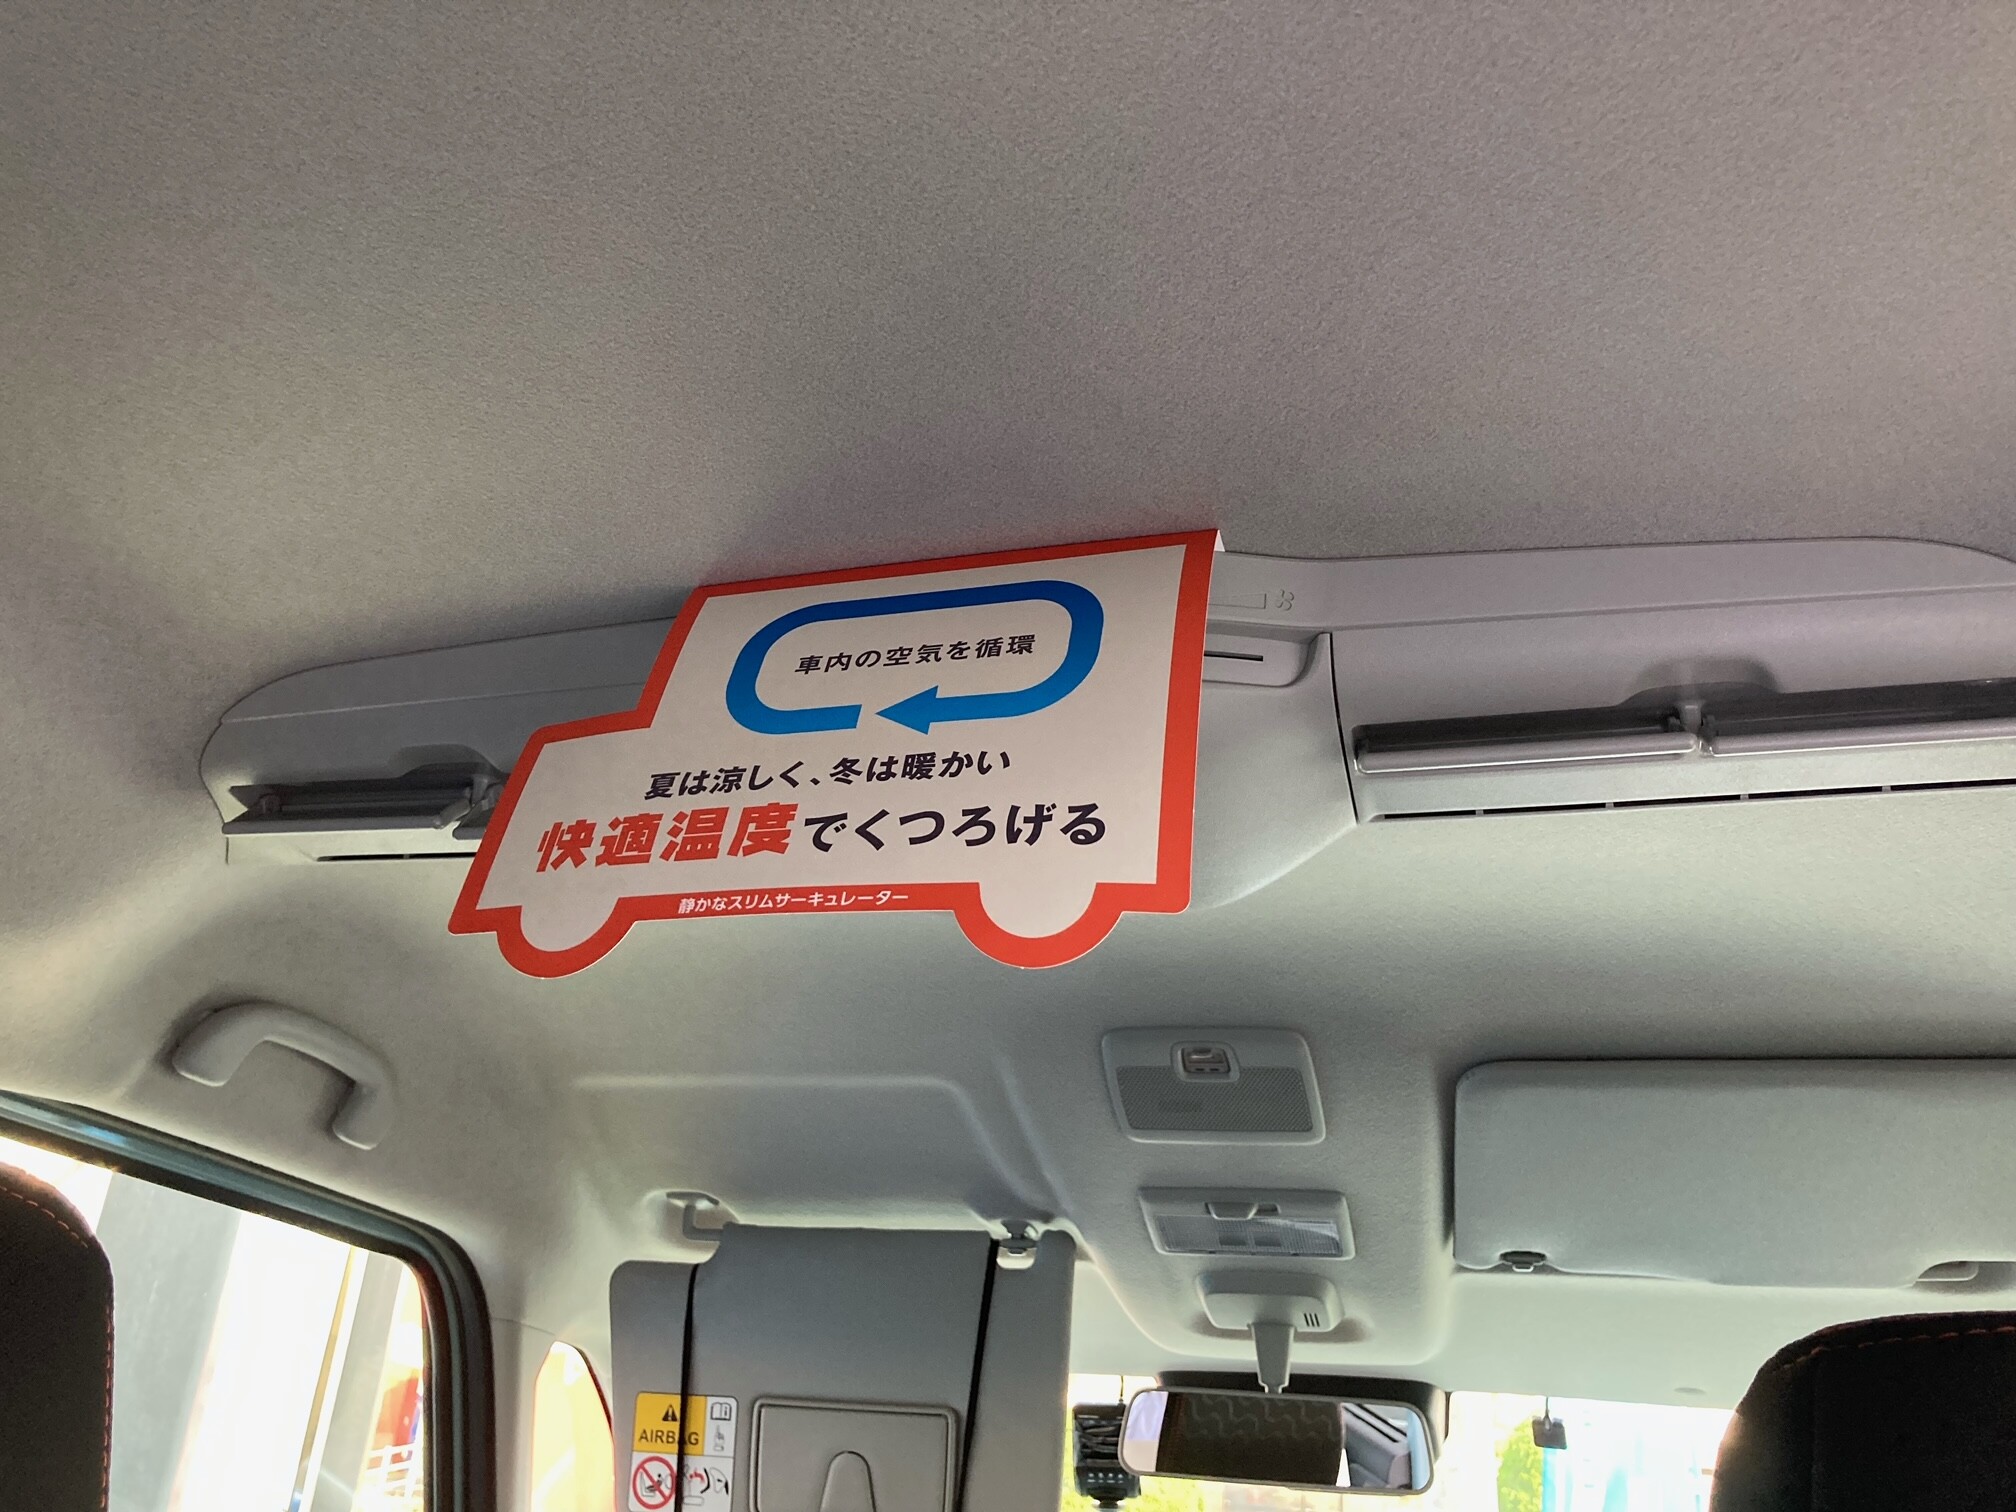 車内の空気を循環
夏は涼しく、冬は暖かい
快適温度でくつろげる
静かなスリムサーキュレーター
AIRBAG